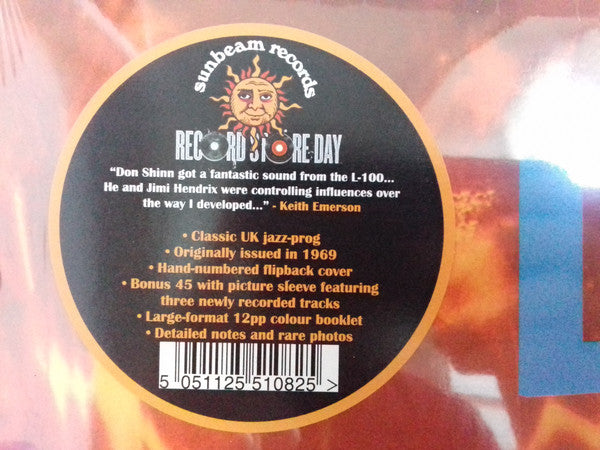 sunbeam records
RECORD STORE DAY
“Don Shinn got a fantastic sound from the L-100...
He and Jimi Hendrix were controlling influences over
the way I developed...” - Keith Emerson
• Classic UK jazz-prog
• Originally issued in 1969
• Hand-numbered flipback cover
• Bonus 45 with picture sleeve featuring
three newly recorded tracks
• Large-format 12pp colour booklet
• Detailed notes and rare photos
5 051125 510825 >